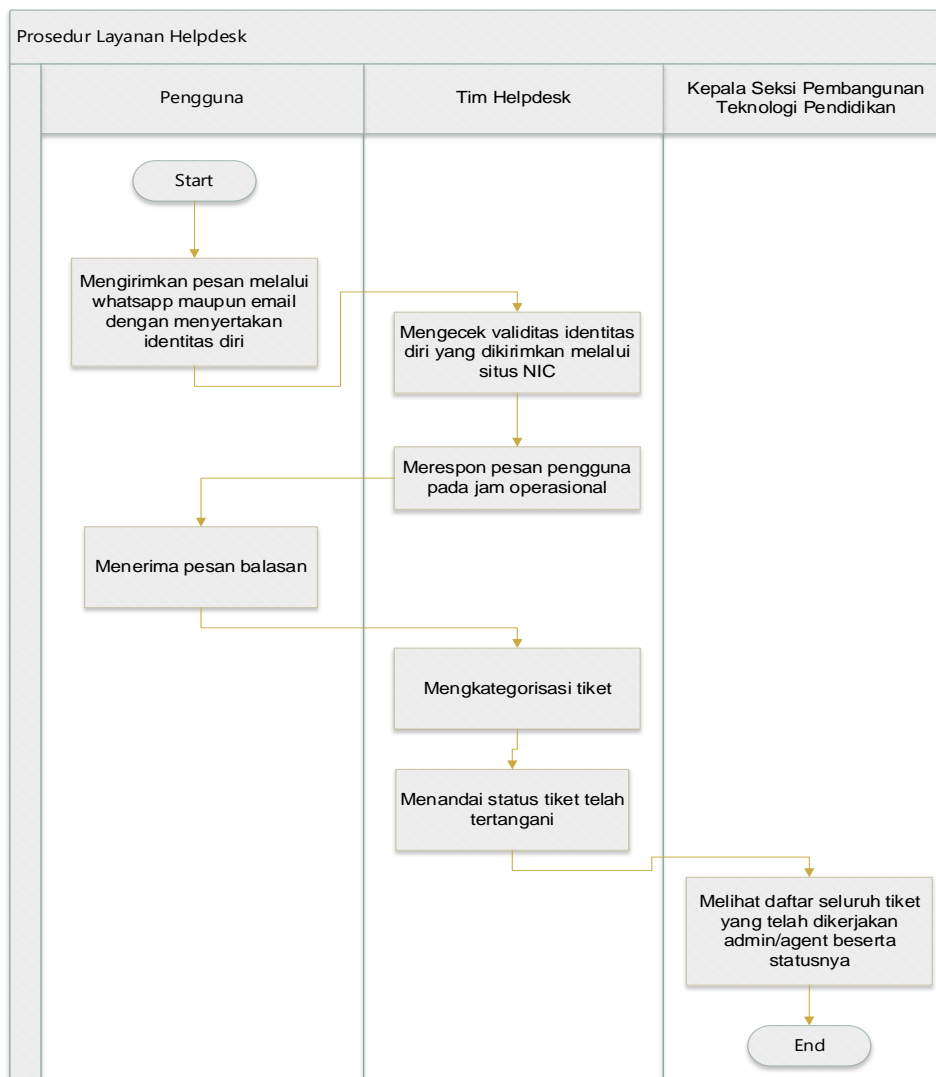 Prosedur Layanan Helpdesk
Pengguna
Tim Helpdesk
Kepala Seksi Pembangunan
Teknologi Pendidikan
Start
Mengirimkan pesan melalui
whatsapp maupun email
dengan menyertakan
identitas diri
Mengecek validitas identitas
diri yang dikirimkan melalui
situs NIC
Merespon pesan pengguna
pada jam operasional
Menerima pesan balasan
Mengkategorisasi tiket
Menandai status tiket telah
tertangani
Melihat daftar seluruh tiket
yang telah dikerjakan
admin/agent beserta
statusnya
End